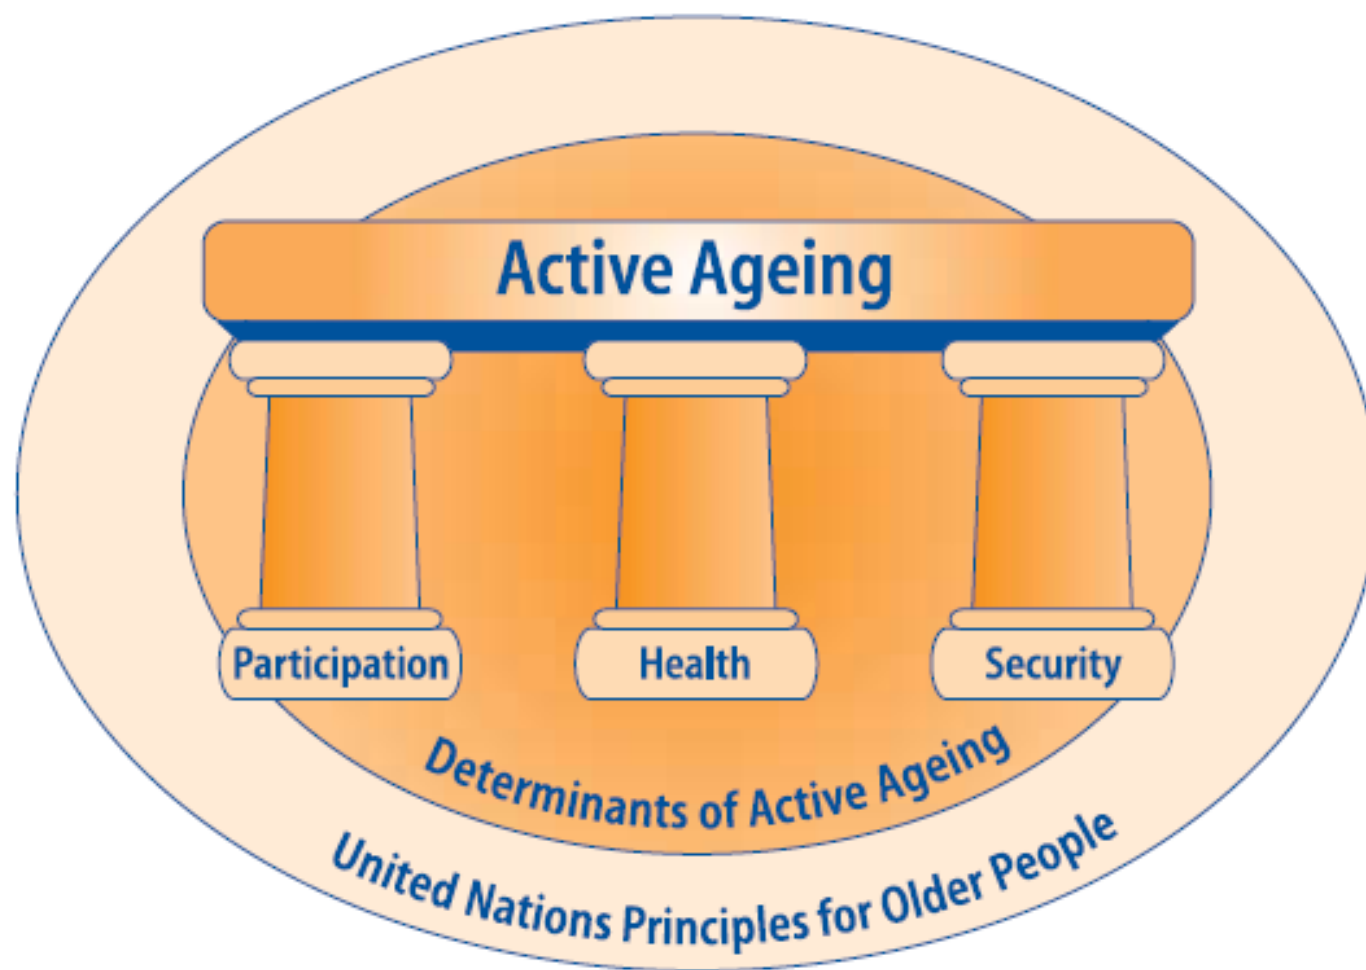 Active Ageing
Participation
Health
Security
Determinants of Active Ageing
United Nations Principles for Older People